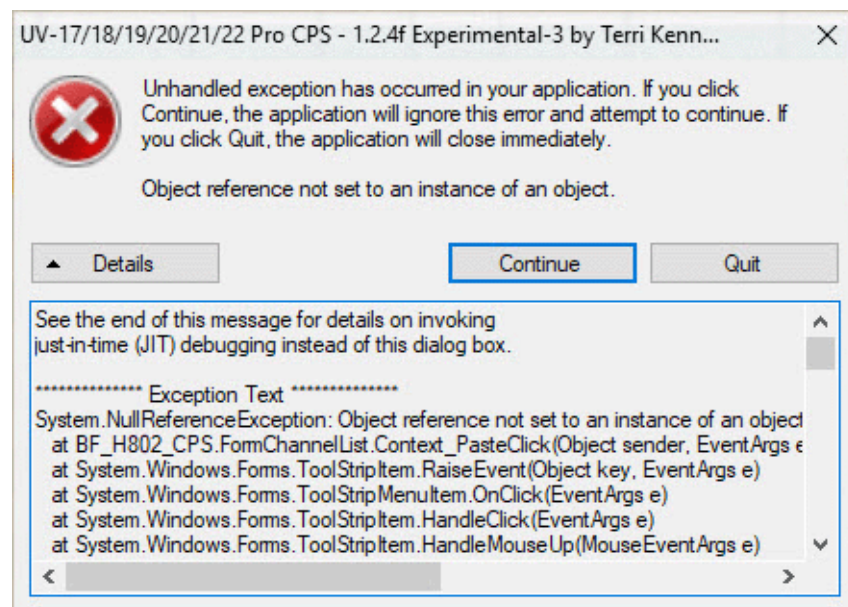 UV-17/18/19/20/21/22 Pro CPS - 1.2.4f Experimental-3 by Terri Kenn...
Unhandled exception has occurred in your application. If you click
Continue, the application will ignore this error and attempt to continue. If
you click Quit, the application will close immediately.
Object reference not set to an instance of an object.
Details
Continue
Quit
See the end of this message for details on invoking
just-in-time (JIT) debugging instead of this dialog box.
************** Exception Text **************
System.NullReferenceException: Object reference not set to an instance of an object
at BF_H802_CPS.FormChannelList.Context_PasteClick(Object sender, EventArgs e
at System.Windows.Forms.ToolStripItem.RaiseEvent(Object key, EventArgs e)
at System.Windows.Forms.ToolStripMenuItem.OnClick(EventArgs e)
at System.Windows.Forms.ToolStripItem.HandleClick(EventArgs e)
at System.Windows.Forms.ToolStripItem.HandleMouseUp(MouseEventArgs e)